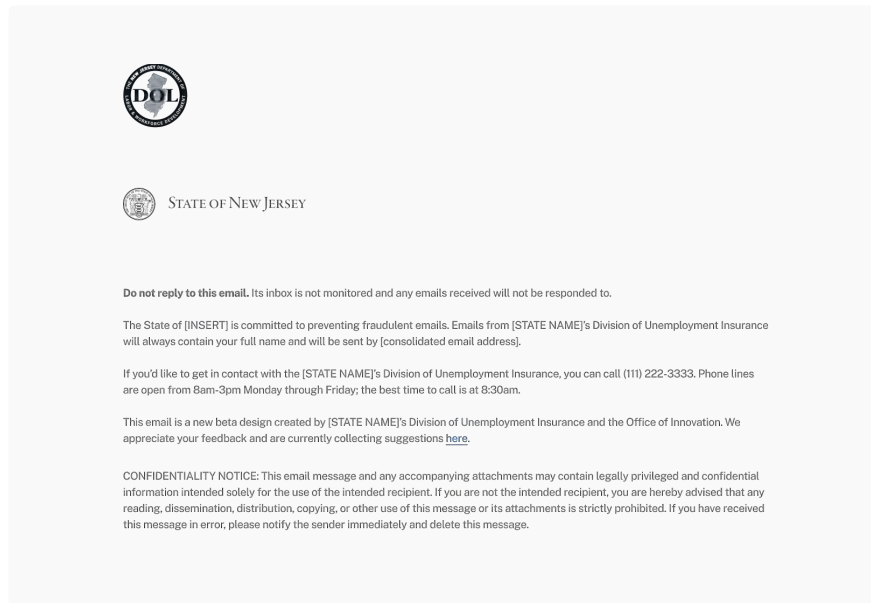 THE NEW JERSEY DEPARTMENT OF
DOL
LABOR & WORKFORCE DEVELOPMENT
STATE OF NEW JERSEY
Do not reply to this email. Its inbox is not monitored and any emails received will not be responded to.
The State of [INSERT] is committed to preventing fraudulent emails. Emails from [STATE NAME]’s Division of Unemployment Insurance
will always contain your full name and will be sent by [consolidated email address].
If you’d like to get in contact with the [STATE NAME]’s Division of Unemployment Insurance, you can call (111) 222-3333. Phone lines
are open from 8am-3pm Monday through Friday; the best time to call is at 8:30am.
This email is a new beta design created by [STATE NAME]’s Division of Unemployment Insurance and the Office of Innovation. We
appreciate your feedback and are currently collecting suggestions here.
CONFIDENTIALITY NOTICE: This email message and any accompanying attachments may contain legally privileged and confidential
information intended solely for the use of the intended recipient. If you are not the intended recipient, you are hereby advised that any
reading, dissemination, distribution, copying, or other use of this message or its attachments is strictly prohibited. If you have received
this message in error, please notify the sender immediately and delete this message.